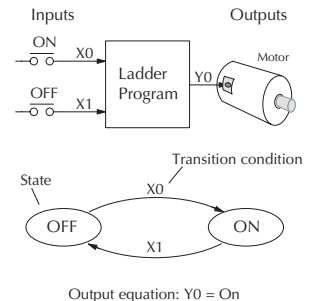 Inputs
Outputs
ON
X0
OFF
X1
Ladder
Program
Y0
Motor
Transition condition
State
X0
OFF
ON
X1
Output equation: Y0 = On